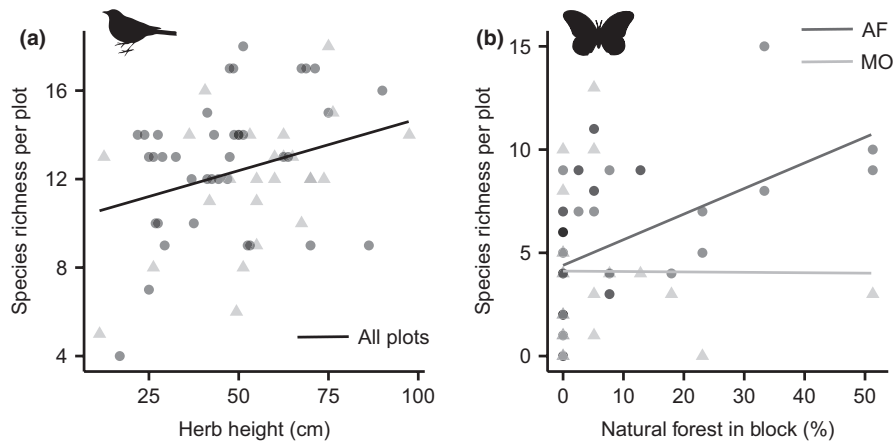 (a)
Species richness per plot
16
12
8
4
25 50 75 100
Herb height (cm)
All plots
(b)
Species richness per plot
15
10
5
0
0 10 20 30 40 50
Natural forest in block (%)
AF
MO